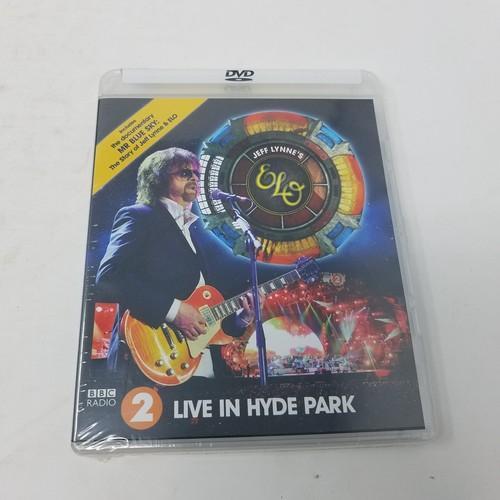 DVD
includes
the documentary
MR BLUE SKY:
The Story of Jeff Lynne & ELO
JEFF LYNNE'S
ELO
2
BBC
RADIO
2 LIVE IN HYDE PARK